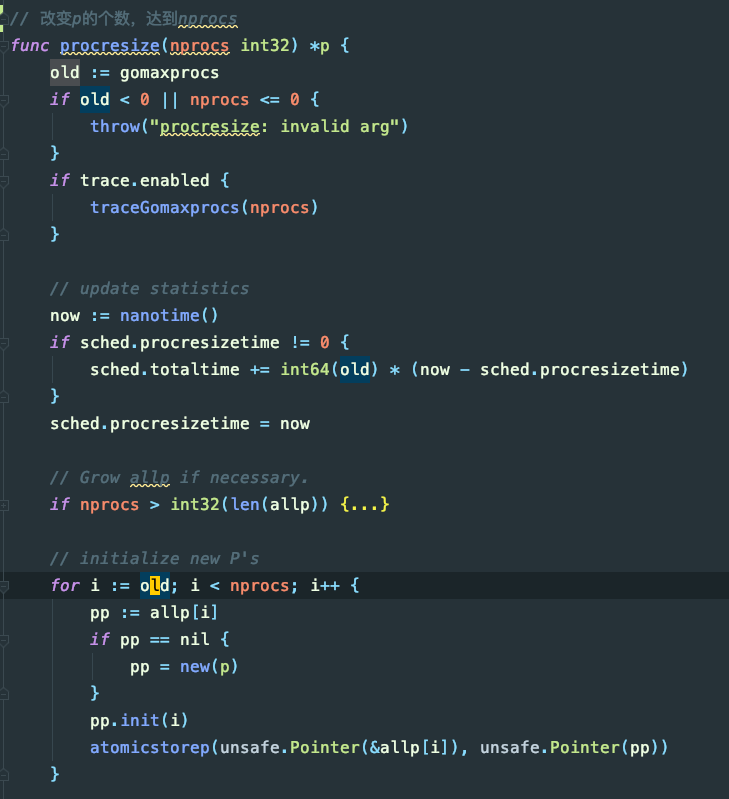 // 改变p的个数，达到nprocs
func procresize(nprocs int32) *p {
    old := gomaxprocs
    if old < 0 || nprocs <= 0 {
        throw("procresize: invalid arg")
    }
    if trace.enabled {
        traceGomaxprocs(nprocs)
    }

    // update statistics
    now := nanotime()
    if sched.procresizetime != 0 {
        sched.totaltime += int64(old) * (now - sched.procresizetime)
    }
    sched.procresizetime = now

    // Grow allp if necessary.
    if nprocs > int32(len(allp)) {...}

    // initialize new P's
    for i := old; i < nprocs; i++ {
        pp := allp[i]
        if pp == nil {
            pp = new(p)
        }
        pp.init(i)
        atomicstorep(unsafe.Pointer(&allp[i]), unsafe.Pointer(pp))
    }